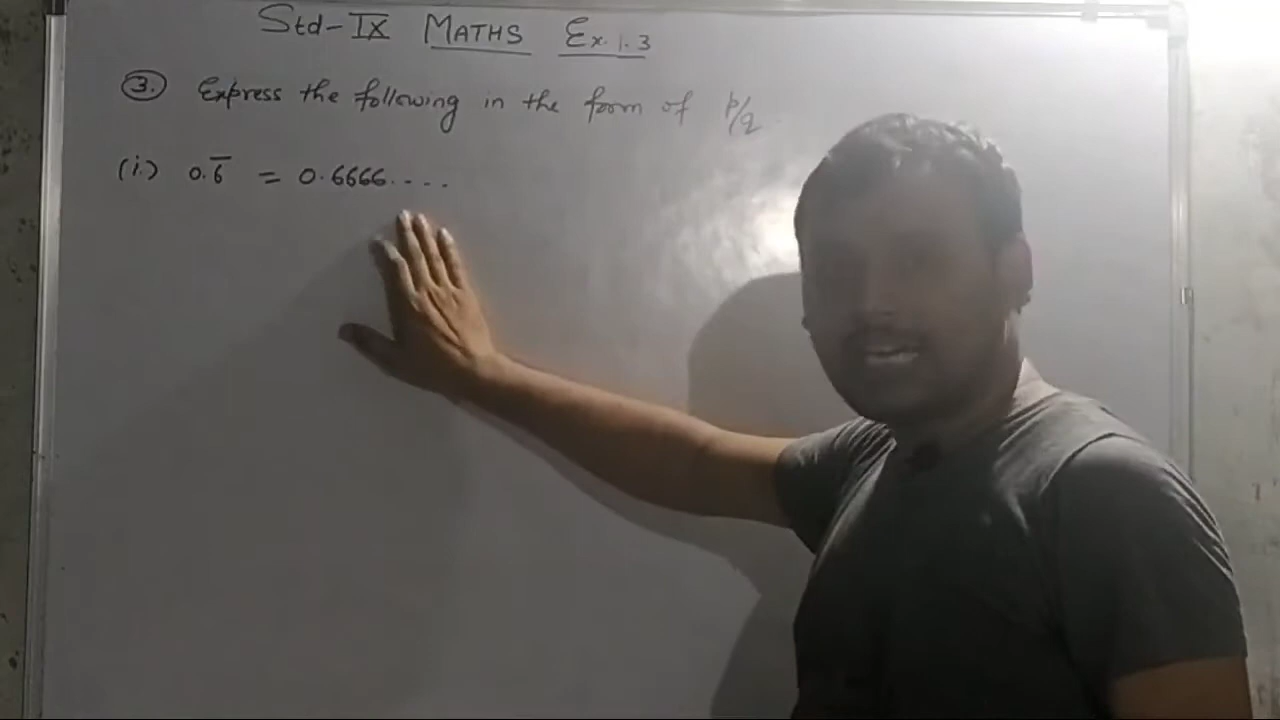 Std-IX MATHS Ex. 1.3
3. Express the following in the form of p/q
(i.) 0.6̅ = 0.6666....